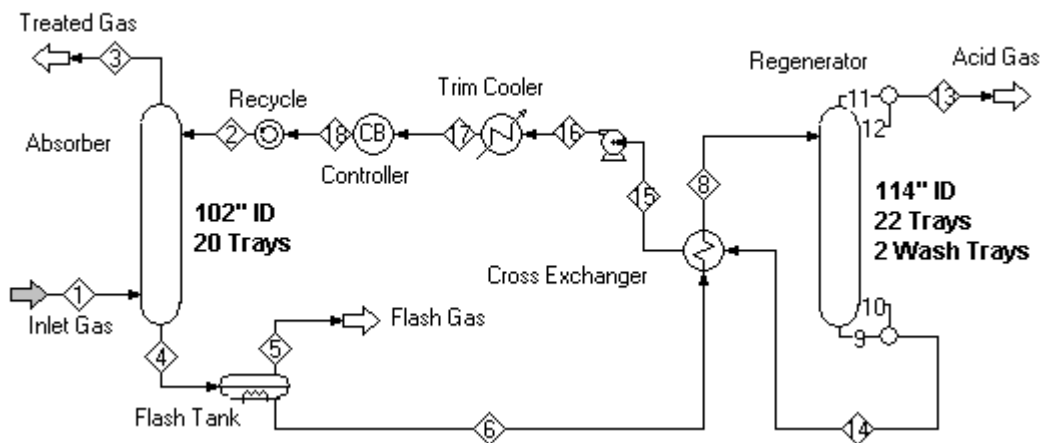 Treated Gas
3
Regenerator
Acid Gas
Recycle
Trim Cooler
11
13
12
Absorber
2
18
CB
17
16
Controller
15
8
102" ID
20 Trays
114" ID
22 Trays
2 Wash Trays
Cross Exchanger
1
Inlet Gas
10
9
5
Flash Gas
4
Flash Tank
6
14